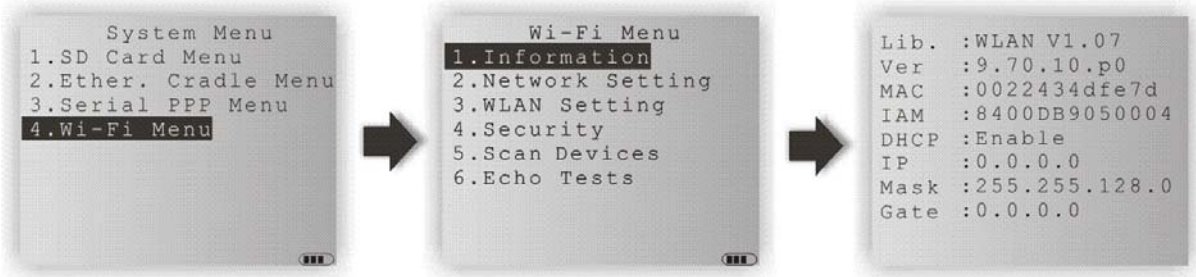 System Menu
1.SD Card Menu
2.Ether. Cradle Menu
3.Serial PPP Menu
4.Wi-Fi Menu
Wi-Fi Menu
1.Information
2.Network Setting
3.WLAN Setting
4.Security
5.Scan Devices
6.Echo Tests
Lib. :WLAN V1.07
Ver :9.70.10.p0
MAC :0022434dfe7d
IAM :8400DB9050004
DHCP :Enable
IP :0.0.0.0
Mask :255.255.128.0
Gate :0.0.0.0